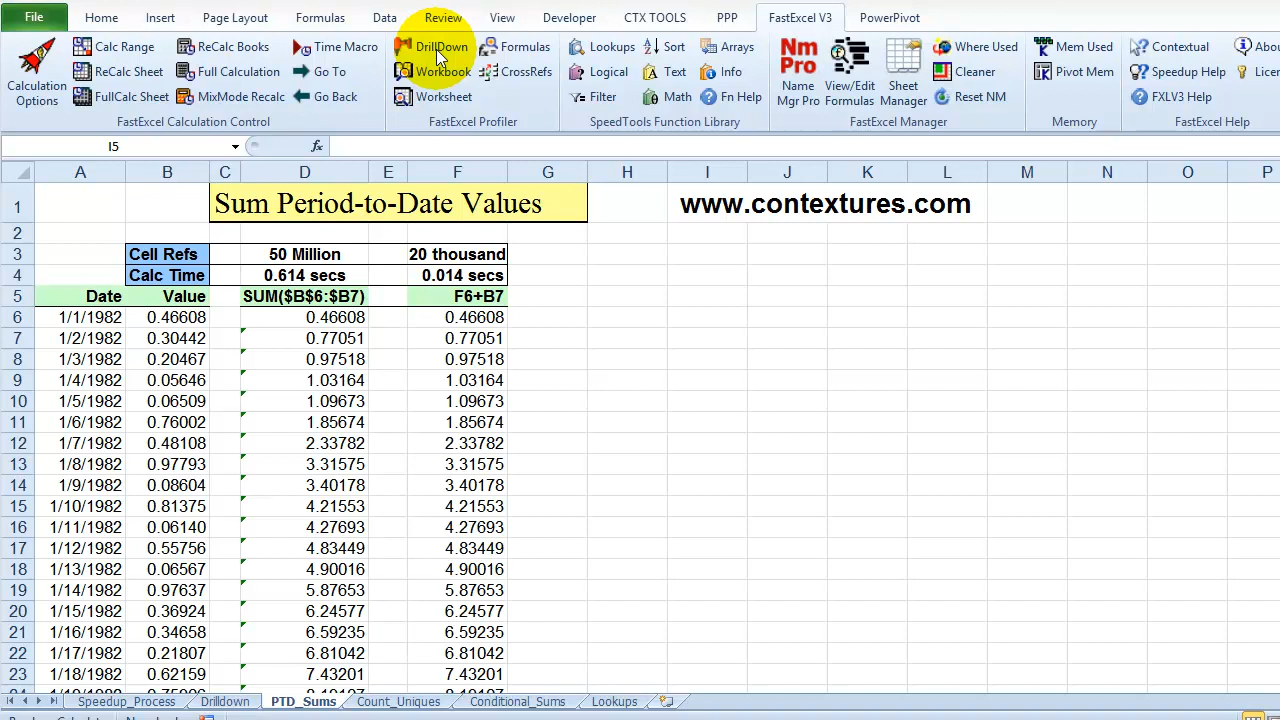 File Home Insert Page Layout Formulas Data Review View Developer CTX TOOLS PPP FastExcel V3 PowerPivot
Calc Range ReCalc Books Time Macro DrillDown Formulas Lookups Sort Arrays Where Used Mem Used Contextual
ReCalc Sheet Full Calculation Go To Workbook CrossRefs Logical Text Info Cleaner Pivot Mem Speedup Help
FullCalc Sheet MixMode Recalc Go Back Worksheet Filter Math Fn Help Reset NM FXLV3 Help
Calculation Options Name Mgr Pro View/Edit Formulas Sheet Manager
FastExcel Calculation Control FastExcel Profiler SpeedTools Function Library FastExcel Manager Memory FastExcel Help
I5 fx
A B C D E F G H I J K L M N O P
1 Sum Period-to-Date Values www.contextures.com
2
3 Cell Refs 50 Million 20 thousand
4 Calc Time 0.614 secs 0.014 secs
5 Date Value SUM($B$6:$B7) F6+B7
6 1/1/1982 0.46608 0.46608 0.46608
7 1/2/1982 0.30442 0.77051 0.77051
8 1/3/1982 0.20467 0.97518 0.97518
9 1/4/1982 0.05646 1.03164 1.03164
10 1/5/1982 0.06509 1.09673 1.09673
11 1/6/1982 0.76002 1.85674 1.85674
12 1/7/1982 0.48108 2.33782 2.33782
13 1/8/1982 0.97793 3.31575 3.31575
14 1/9/1982 0.08604 3.40178 3.40178
15 1/10/1982 0.81375 4.21553 4.21553
16 1/11/1982 0.06140 4.27693 4.27693
17 1/12/1982 0.55756 4.83449 4.83449
18 1/13/1982 0.06567 4.90016 4.90016
19 1/14/1982 0.97637 5.87653 5.87653
20 1/15/1982 0.36924 6.24577 6.24577
21 1/16/1982 0.34658 6.59235 6.59235
22 1/17/1982 0.21807 6.81042 6.81042
23 1/18/1982 0.62159 7.43201 7.43201
Speedup_Process Drilldown PTD_Sums Count_Uniques Conditional_Sums Lookups